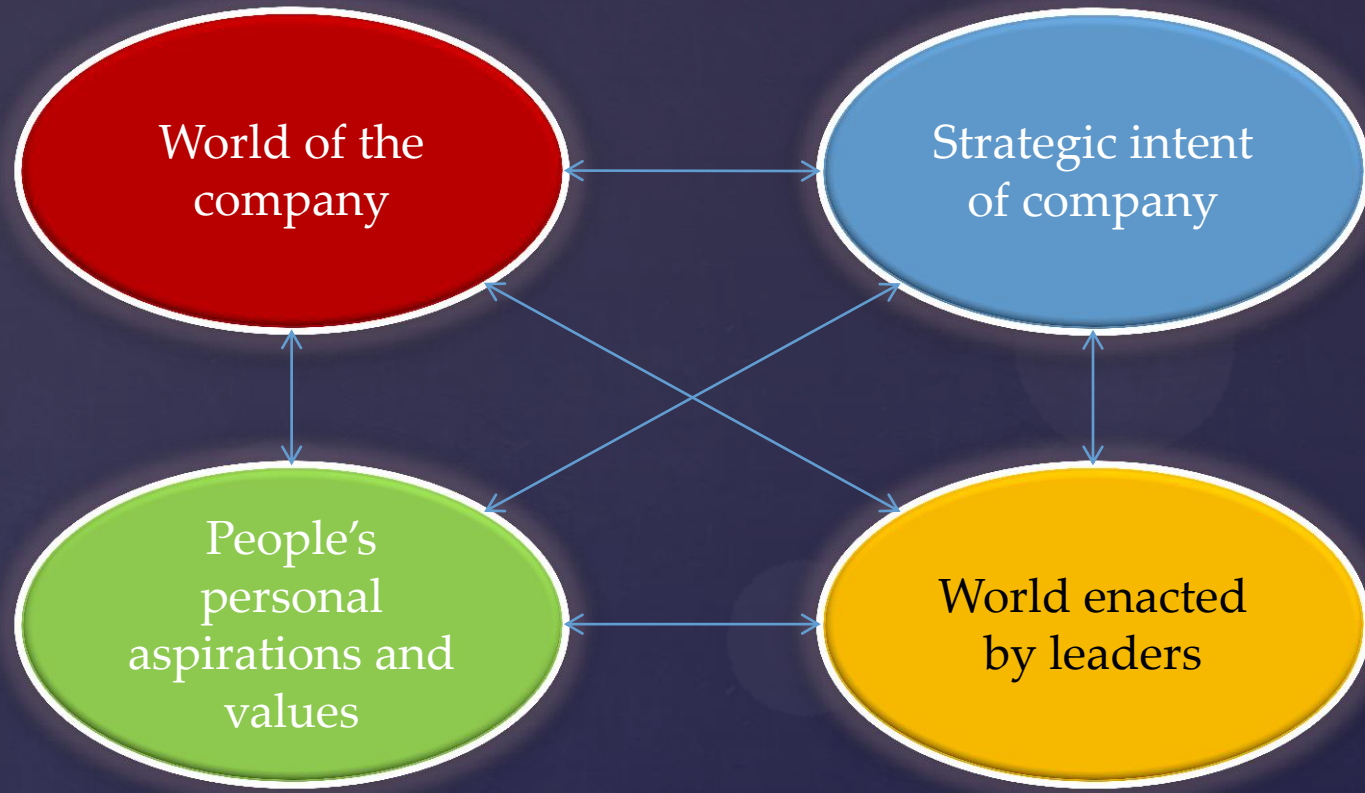 World of the
company
Strategic intent
of company
People’s
personal
aspirations and
values
World enacted
by leaders